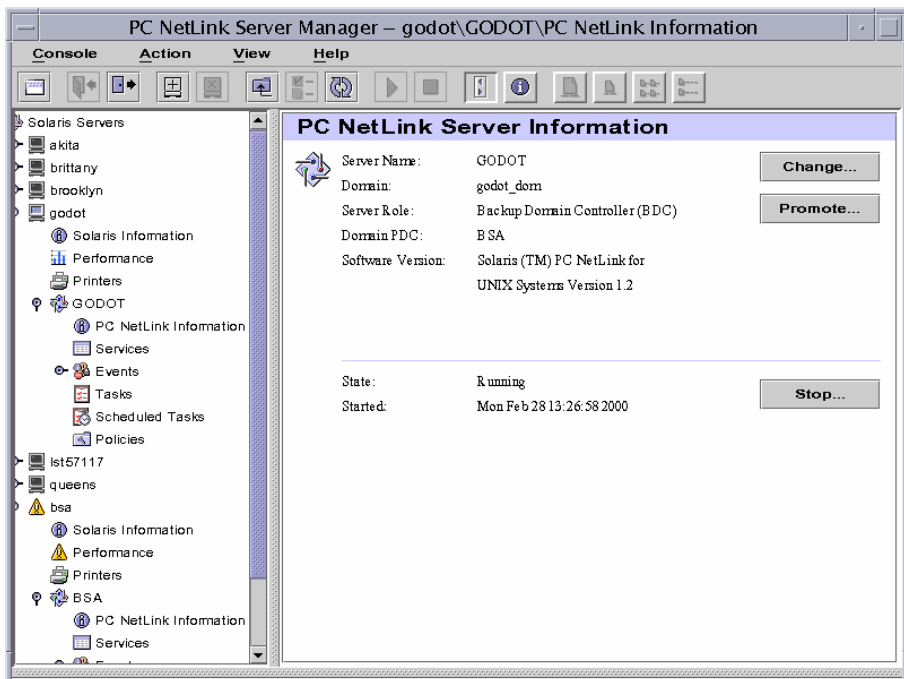 PC NetLink Server Manager – godot\GODOT\PC NetLink Information
Console Action View Help
Solaris Servers
akita
brittany
brooklyn
godot
Solaris Information
Performance
Printers
GODOT
PC NetLink Information
Services
Events
Tasks
Scheduled Tasks
Policies
lst57117
queens
bsa
Solaris Information
Performance
Printers
BSA
PC NetLink Information
Services
PC NetLink Server Information
Server Name: GODOT
Change...
Domain: godot_dom
Server Role: Backup Domain Controller (BDC)
Promote...
Domain PDC: BSA
Software Version: Solaris (TM) PC NetLink for
UNIX Systems Version 1.2
State: Running
Stop...
Started: Mon Feb 28 13:26:58 2000